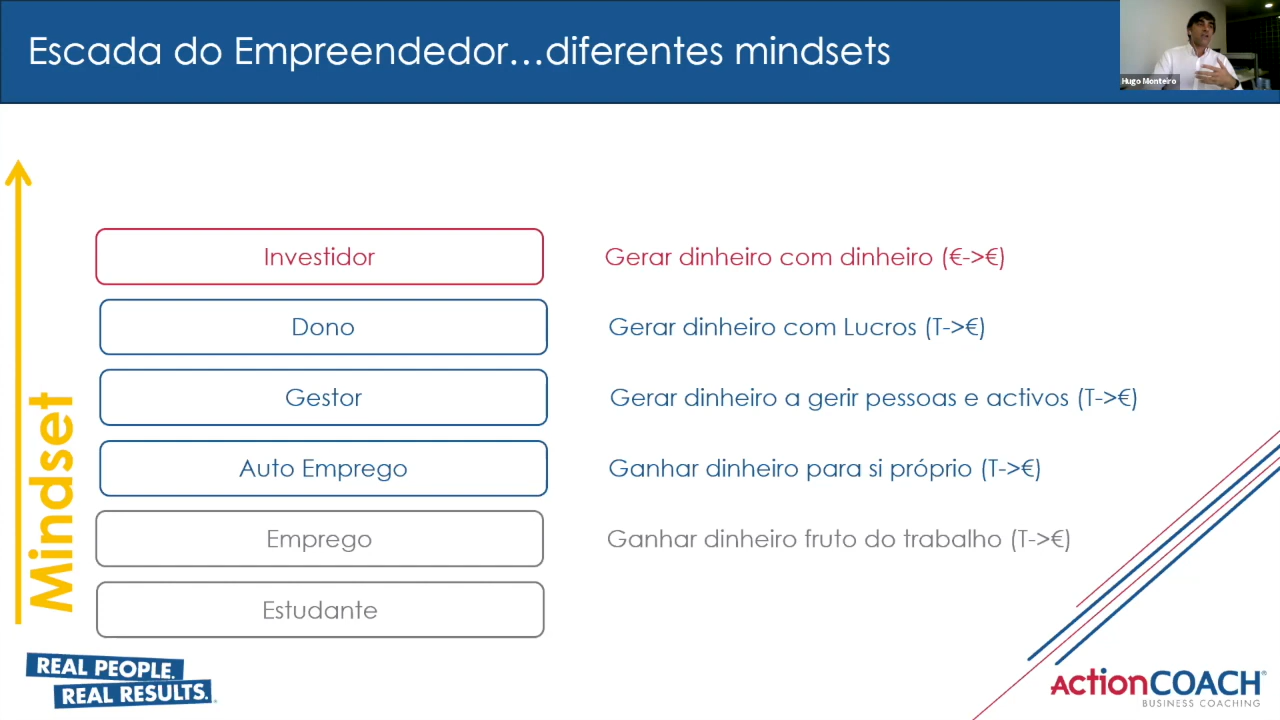 Escada do Empreendedor...diferentes mindsets
Hugo Monteiro
Mindset
Investidor
Gerar dinheiro com dinheiro (€->€)
Dono
Gerar dinheiro com Lucros (T->€)
Gestor
Gerar dinheiro a gerir pessoas e activos (T->€)
Auto Emprego
Ganhar dinheiro para si próprio (T->€)
Emprego
Ganhar dinheiro fruto do trabalho (T->€)
Estudante
REAL PEOPLE.
REAL RESULTS.
ActionCOACH®
BUSINESS COACHING